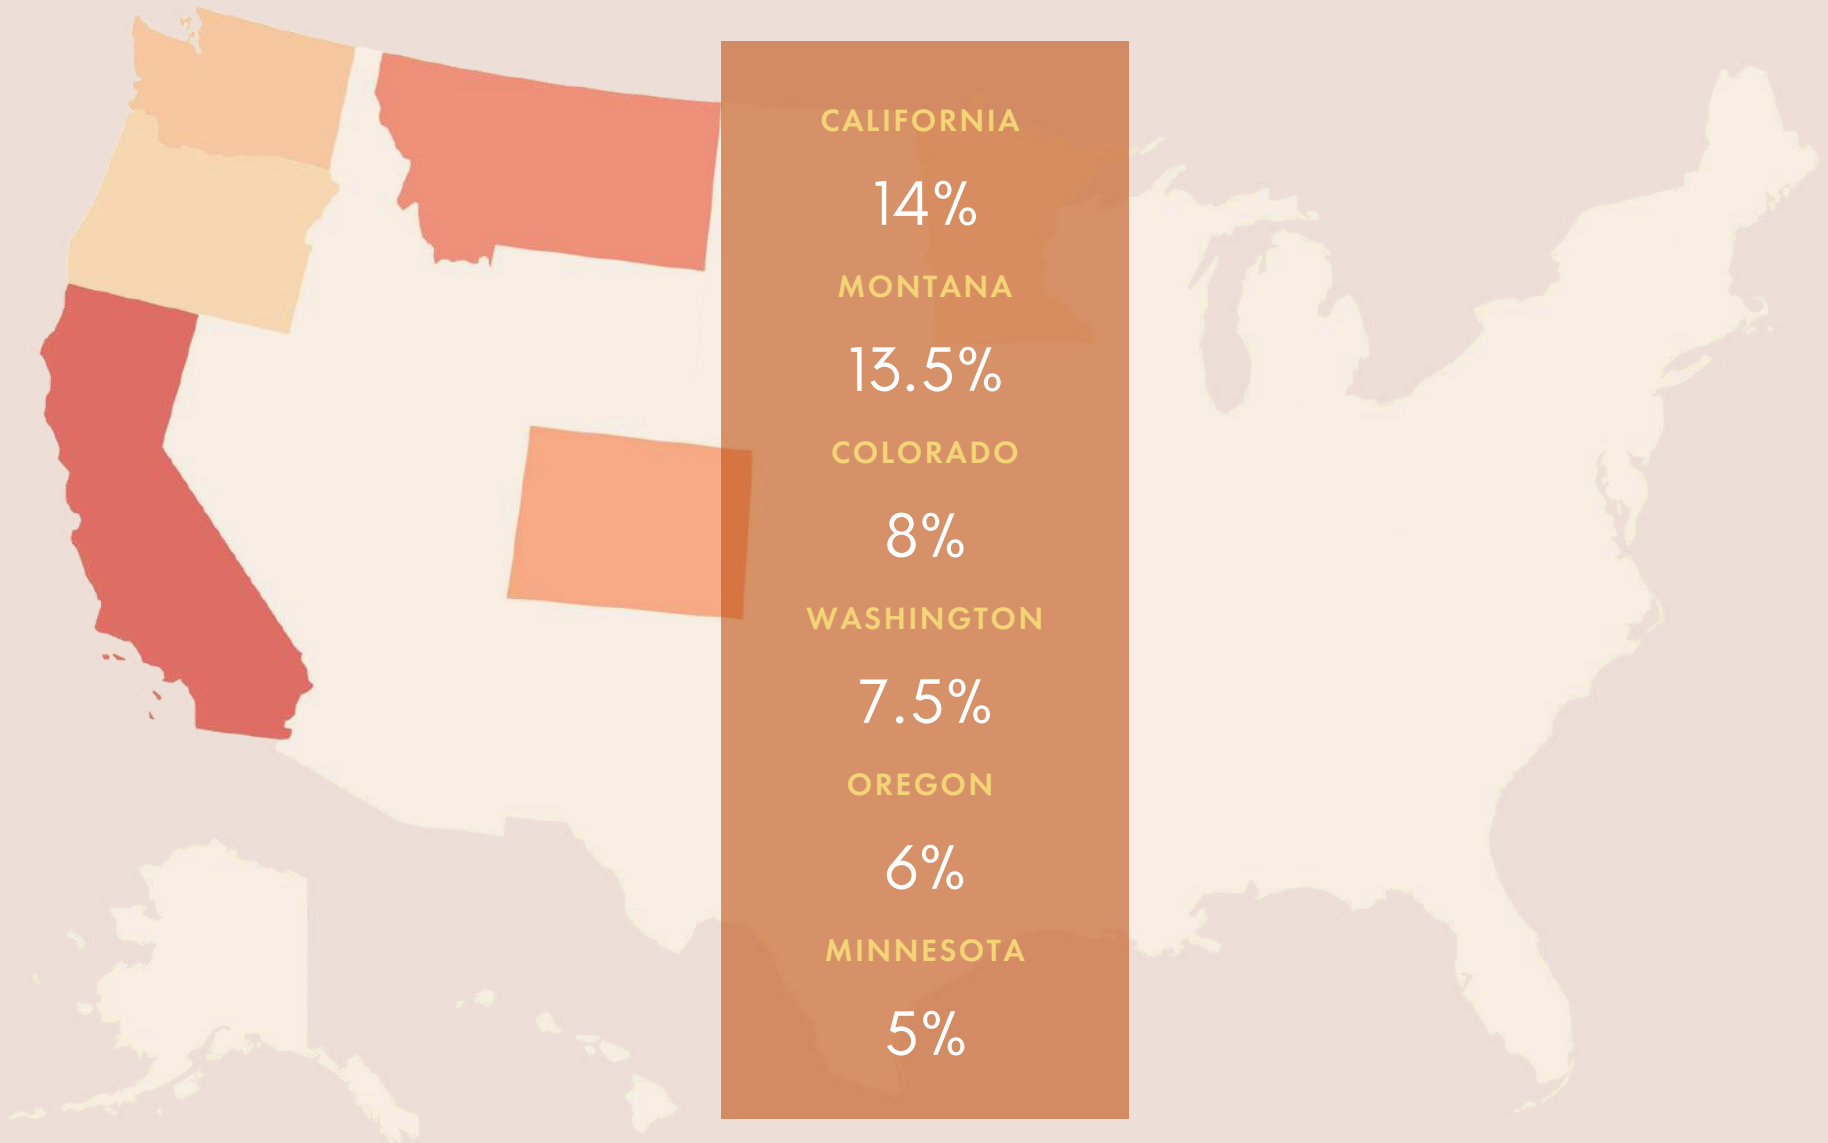 CALIFORNIA
14%
MONTANA
13.5%
COLORADO
8%
WASHINGTON
7.5%
OREGON
6%
MINNESOTA
5%